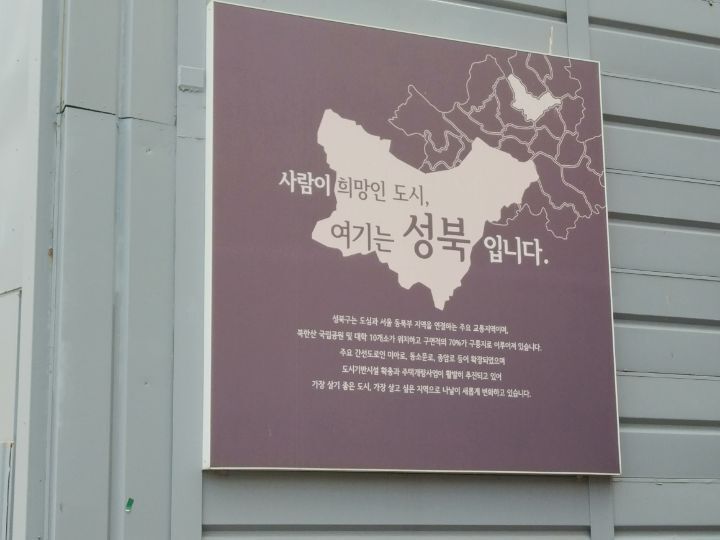 사람이 희망인 도시,
여기는 성북 입니다.
성북구는 도심과 서울 동북부 지역을 연결하는 주요 교통지역이며,
북한산 국립공원 및 대학 10개소가 위치하고 구면적의 70%가 구릉지로 이루어져 있습니다.
주요 간선도로인 미아로, 동소문로, 종암로 등이 확장되었으며
도시기반시설 확충과 주택개량사업이 활발히 추진되고 있어
가장 살기 좋은 도시, 가장 살고 싶은 지역으로 나날이 새롭게 변화하고 있습니다.